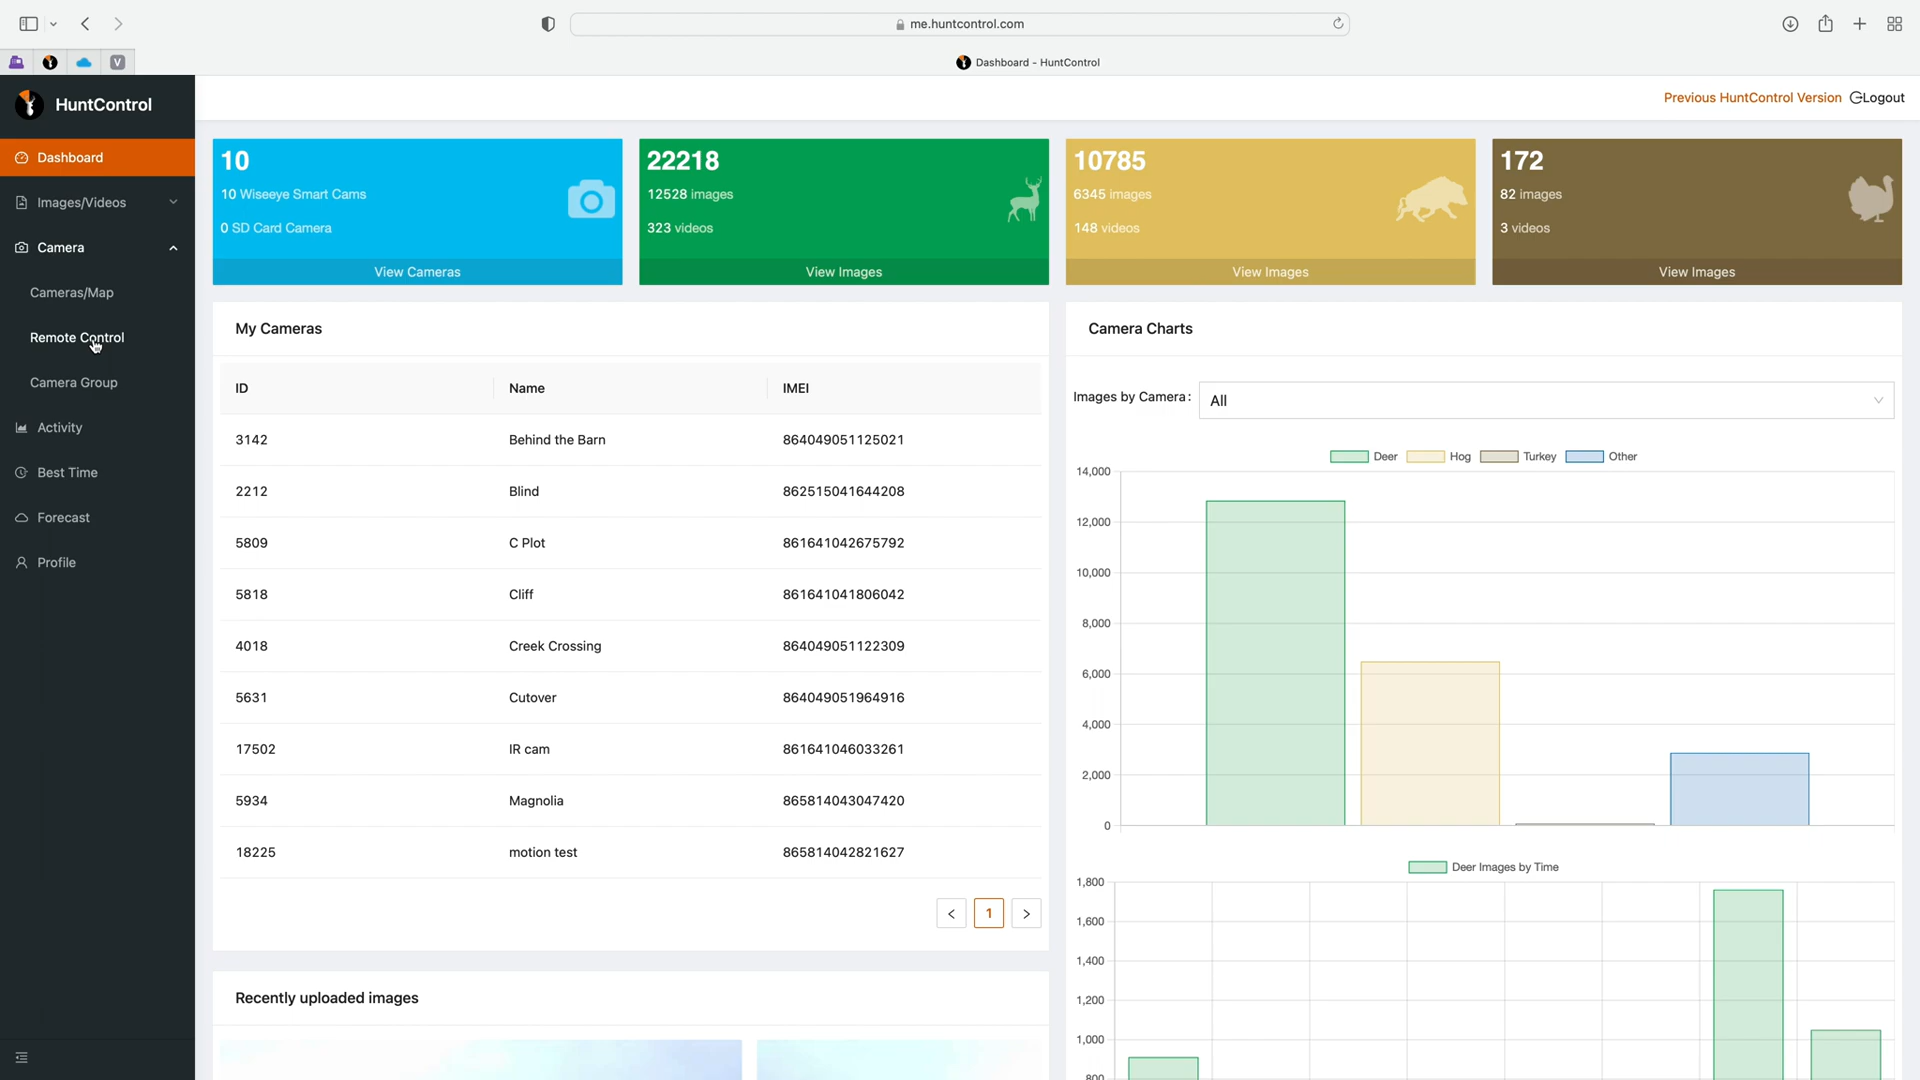 me.huntcontrol.com
V
Dashboard - HuntControl
HuntControl
Previous HuntControl Version Logout
Dashboard
Images/Videos
Camera
Cameras/Map
Remote Control
Camera Group
Activity
Best Time
Forecast
Profile
10
10 Wiseeye Smart Cams
0 SD Card Camera
View Cameras
22218
12528 images
323 videos
View Images
10785
6345 images
148 videos
View Images
172
82 images
3 videos
View Images
My Cameras
ID Name IMEI
3142 Behind the Barn 864049051125021
2212 Blind 862515041644208
5809 C Plot 861641042675792
5818 Cliff 861641041806042
4018 Creek Crossing 864049051122309
5631 Cutover 864049051964916
17502 IR cam 861641046033261
5934 Magnolia 865814043047420
18225 motion test 865814042821627
< 1 >
Recently uploaded images
Camera Charts
Images by Camera: All
Deer Hog Turkey Other
14,000
12,000
10,000
8,000
6,000
4,000
2,000
0
Deer Images by Time
1,800
1,600
1,400
1,200
1,000
800